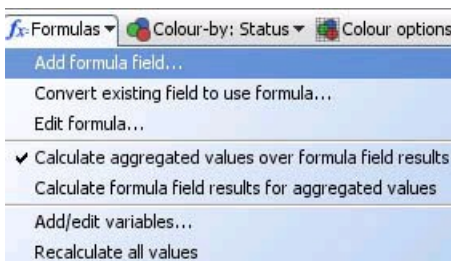 fx= Formulas Colour-by: Status Colour options
Add formula field...
Convert existing field to use formula...
Edit formula...
Calculate aggregated values over formula field results
Calculate formula field results for aggregated values
Add/edit variables...
Recalculate all values